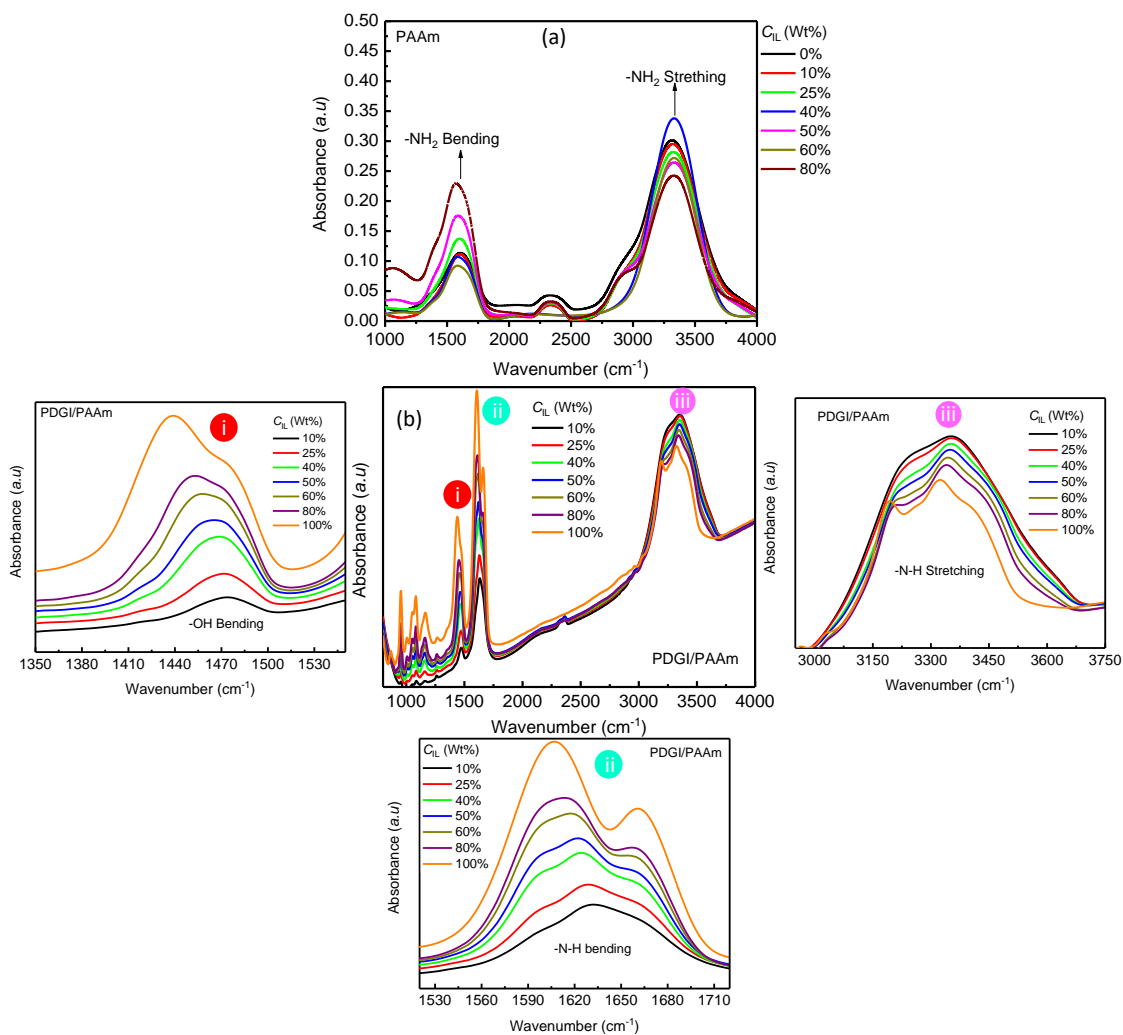 PAAm
(a)
C_IL (Wt%)
0%
10%
25%
40%
50%
60%
80%
-NH₂ Strething
-NH₂ Bending
Absorbance (a.u)
0.50
0.45
0.40
0.35
0.30
0.25
0.20
0.15
0.10
0.05
0.00
1000 1500 2000 2500 3000 3500 4000
Wavenumber (cm⁻¹)
PDGI/PAAm
i
C_IL (Wt%)
10%
25%
40%
50%
60%
80%
100%
-OH Bending
Absorbance (a.u)
1350 1380 1410 1440 1470 1500 1530
Wavenumber (cm⁻¹)
(b)
ii
iii
i
C_IL (Wt%)
10%
25%
40%
50%
60%
80%
100%
PDGI/PAAm
Absorbance (a.u)
1000 1500 2000 2500 3000 3500 4000
Wavenumber (cm⁻¹)
PDGI/PAAm
iii
C_IL (Wt%)
10%
25%
40%
50%
60%
80%
100%
-N-H Stretching
Absorbance (a.u)
3000 3150 3300 3450 3600 3750
Wavenumber (cm⁻¹)
C_IL (Wt%)
10%
25%
40%
50%
60%
80%
100%
ii
PDGI/PAAm
-N-H bending
Absorbance (a.u)
1530 1560 1590 1620 1650 1680 1710
Wavenumber (cm⁻¹)